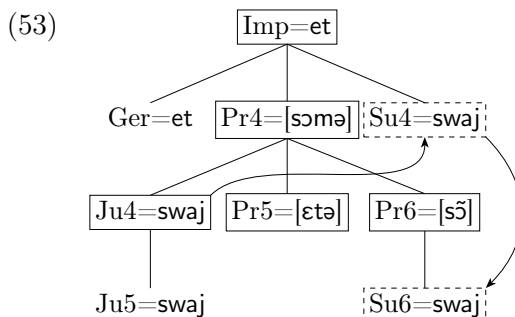 (53)
Imp=et
Ger=et Pr4=[sɔmə] Su4=swaj
Ju4=swaj Pr5=[ɛtə] Pr6=[sɔ̃]
Ju5=swaj Su6=swaj